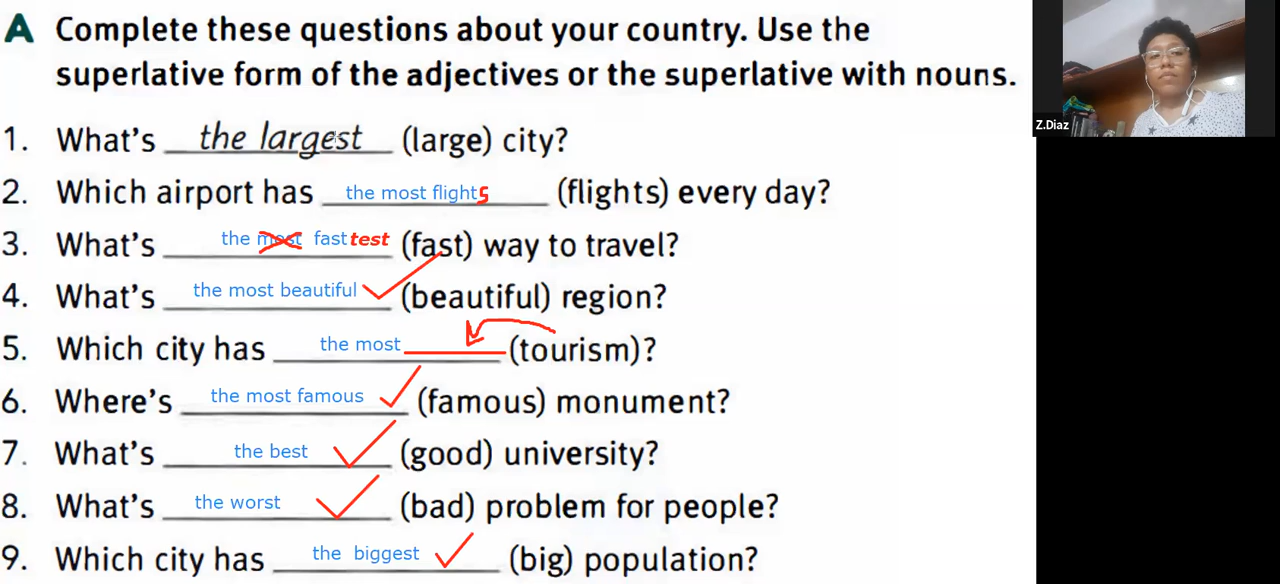 A Complete these questions about your country. Use the
superlative form of the adjectives or the superlative with nouns.
1. What's the largest (large) city?
2. Which airport has the most flights (flights) every day?
3. What's the most fasttest (fast) way to travel?
4. What's the most beautiful (beautiful) region?
5. Which city has the most (tourism)?
6. Where's the most famous (famous) monument?
7. What's the best (good) university?
8. What's the worst (bad) problem for people?
9. Which city has the biggest (big) population?
Z.Diaz